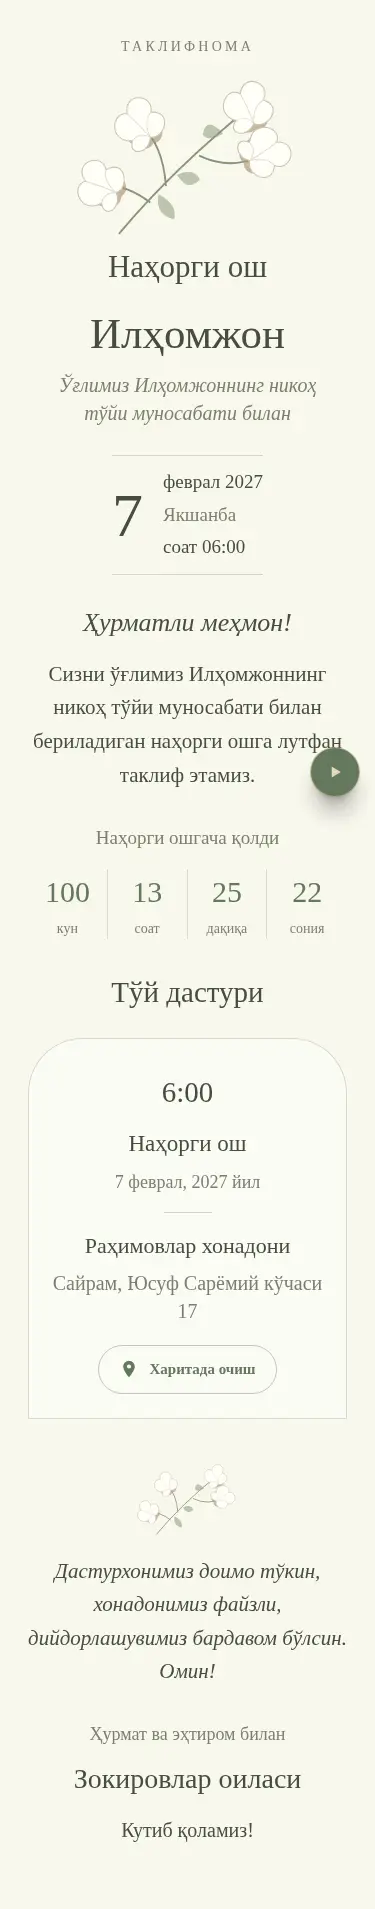 ТАКЛИФНОМА
Наҳорги ош
Илҳомжон
Ўғлимиз Илҳомжоннинг никоҳ
тўйи муносабати билан
7
феврал 2027
Якшанба
соат 06:00
Ҳурматли меҳмон!
Сизни ўғлимиз Илҳомжоннинг
никоҳ тўйи муносабати билан
бериладиган наҳорги ошга лутфан
таклиф этамиз.
Наҳорги ошгача қолди
100 13 25 22
кун соат дақиқа сония
Тўй дастури
6:00
Наҳорги ош
7 феврал, 2027 йил
Раҳимовлар хонадони
Сайрам, Юсуф Сарёмий кўчаси
17
Харитада очиш
Дастурхонимиз доимо тўкин,
хонадонимиз файзли,
дийдорлашувимиз бардавом бўлсин.
Омин!
Ҳурмат ва эҳтиром билан
Зокировлар оиласи
Кутиб қоламиз!